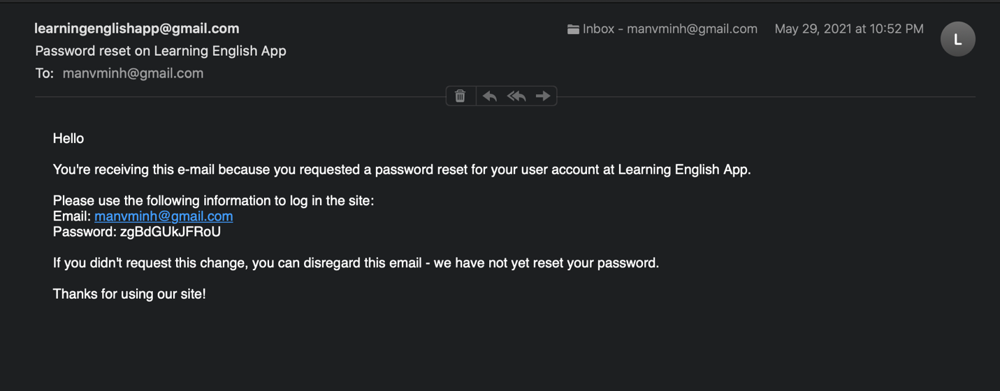 learningenglishapp@gmail.com
Inbox - manvminh@gmail.com May 29, 2021 at 10:52 PM
L
Password reset on Learning English App
To: manvminh@gmail.com
Hello
You're receiving this e-mail because you requested a password reset for your user account at Learning English App.
Please use the following information to log in the site:
Email: manvminh@gmail.com
Password: zgBdGUkJFRoU
If you didn't request this change, you can disregard this email - we have not yet reset your password.
Thanks for using our site!